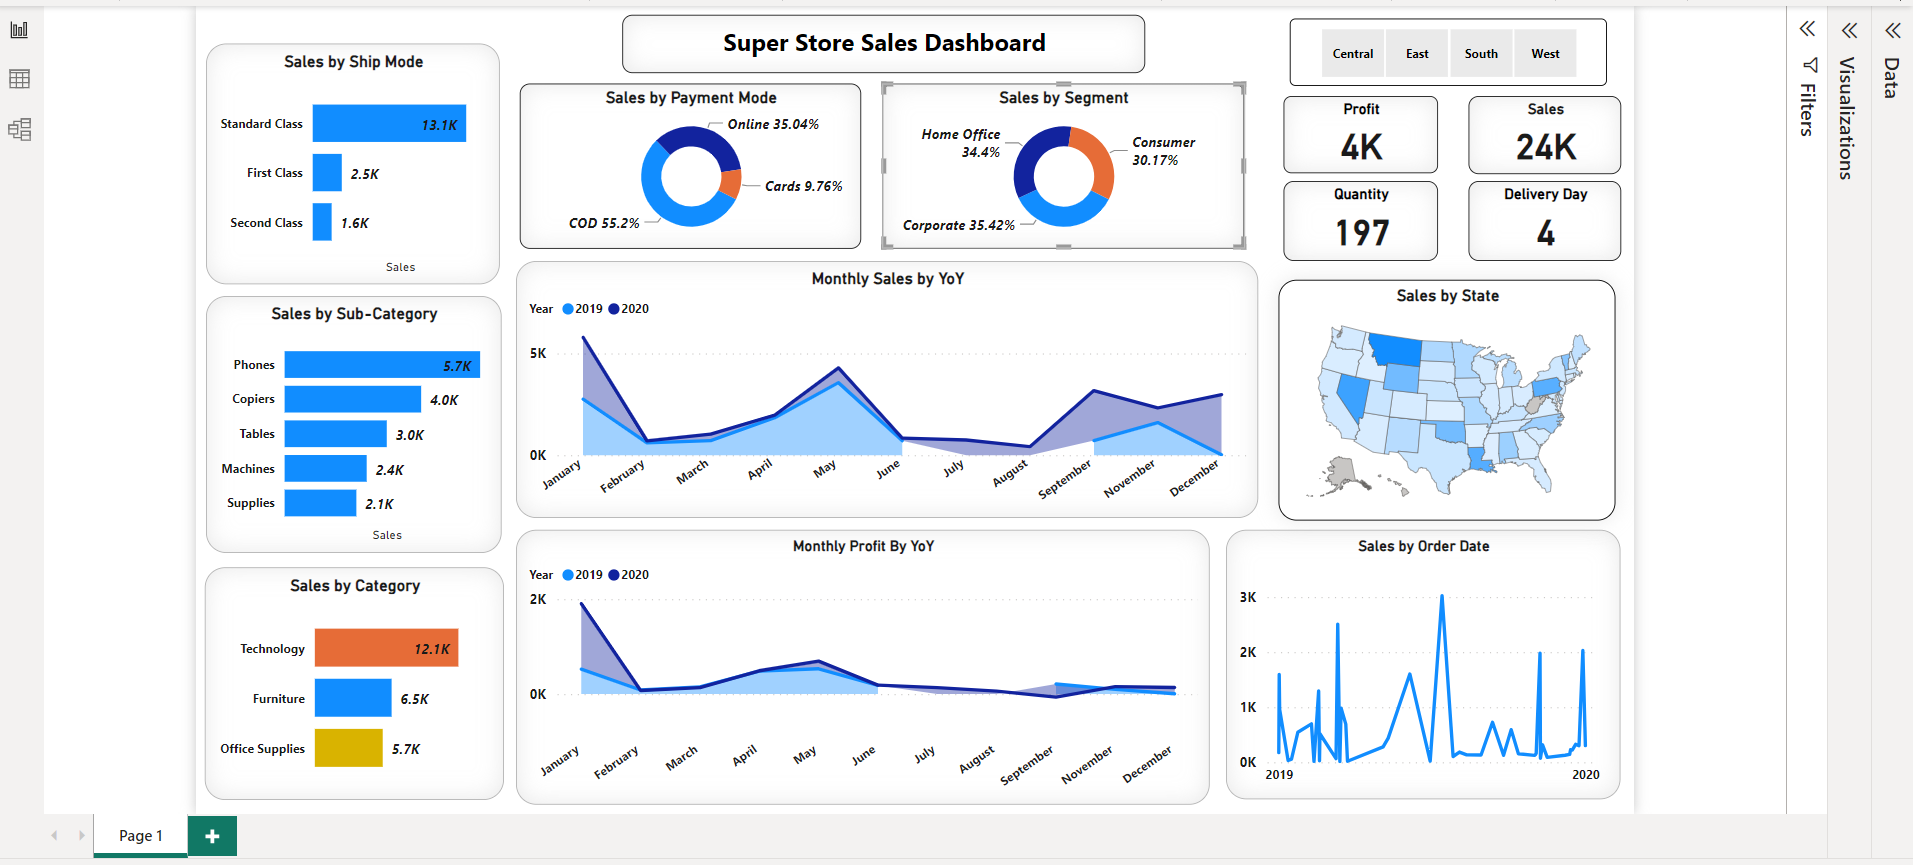 Super Store Sales Dashboard
Central East South West
Sales by Ship Mode
Standard Class 13.1K
First Class 2.5K
Second Class 1.6K
Sales
Sales by Payment Mode
Online 35.04%
Cards 9.76%
COD 55.2%
Sales by Segment
Home Office
34.4%
Consumer
30.17%
Corporate 35.42%
Profit
4K
Sales
24K
Quantity
197
Delivery Day
4
Sales by Sub-Category
Phones 5.7K
Copiers 4.0K
Tables 3.0K
Machines 2.4K
Supplies 2.1K
Sales
Monthly Sales by YoY
Year 2019 2020
5K
0K
January February March April May June July August September November December
Sales by State
Sales by Category
Technology 12.1K
Furniture 6.5K
Office Supplies 5.7K
Monthly Profit By YoY
Year 2019 2020
2K
0K
January February March April May June July August September November December
Sales by Order Date
3K
2K
1K
0K
2019 2020
Filters
Visualizations
Data
Page 1